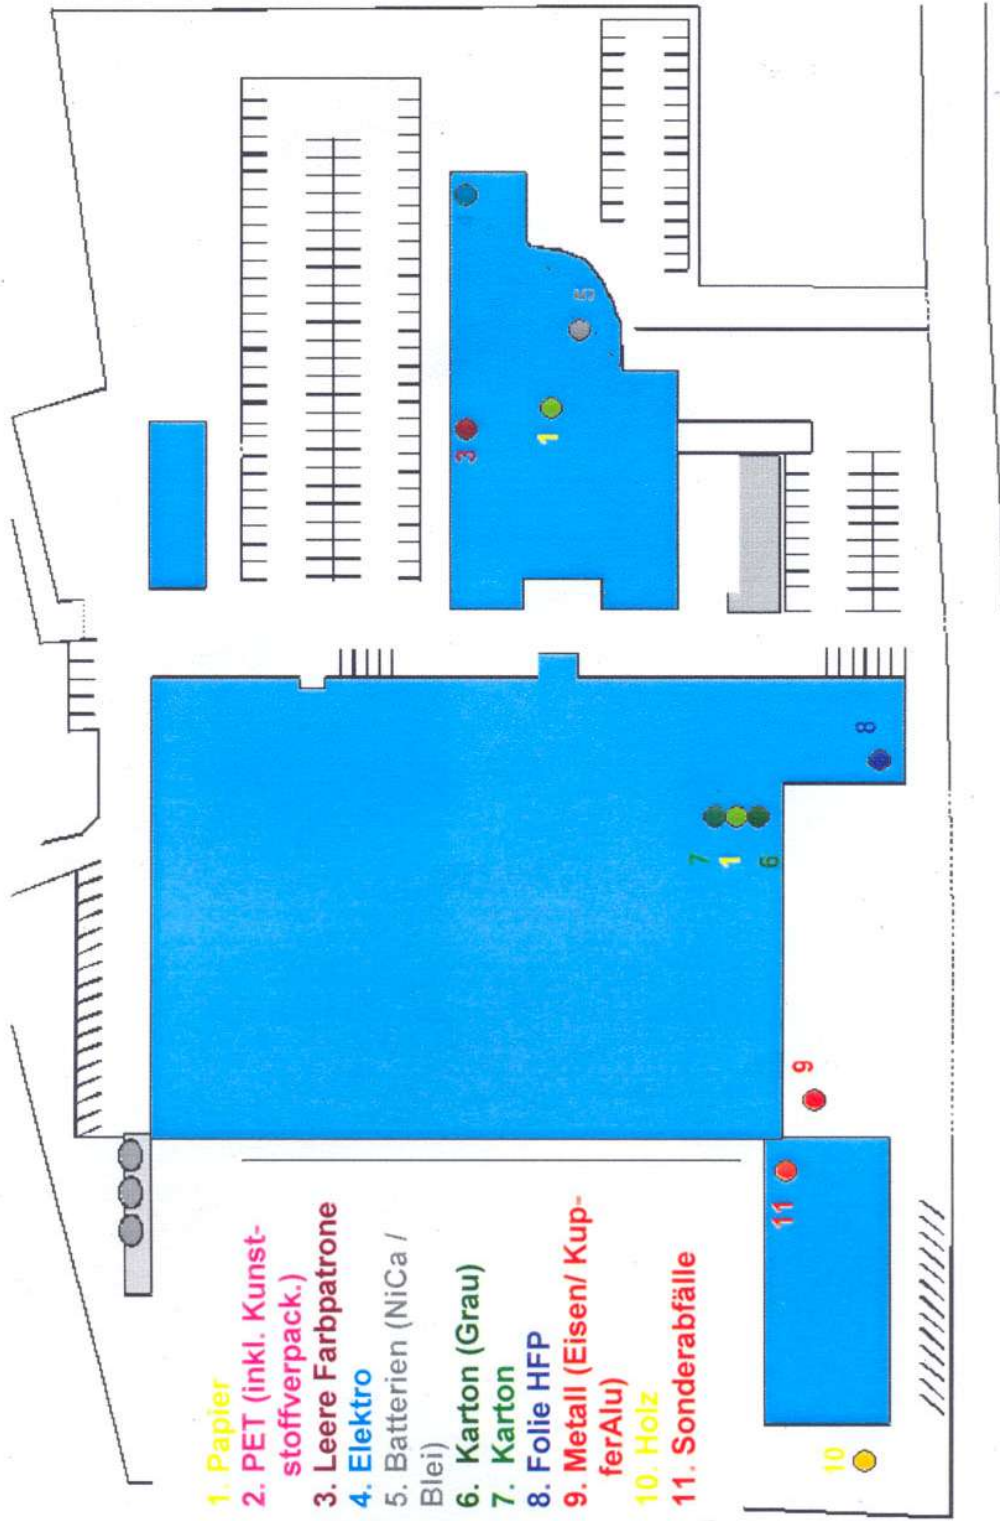 1. Papier
2. PET (inkl. Kunst-
stoffverpack.)
3. Leere Farbpatrone
4. Elektro
5. Batterien (NiCa /
Blei)
6. Karton (Grau)
7. Karton
8. Folie HFP
9. Metall (Eisen/ Kup-
ferAlu)
10. Holz
11. Sonderabfälle
3
1
5
7
1
6
8
9
11
10